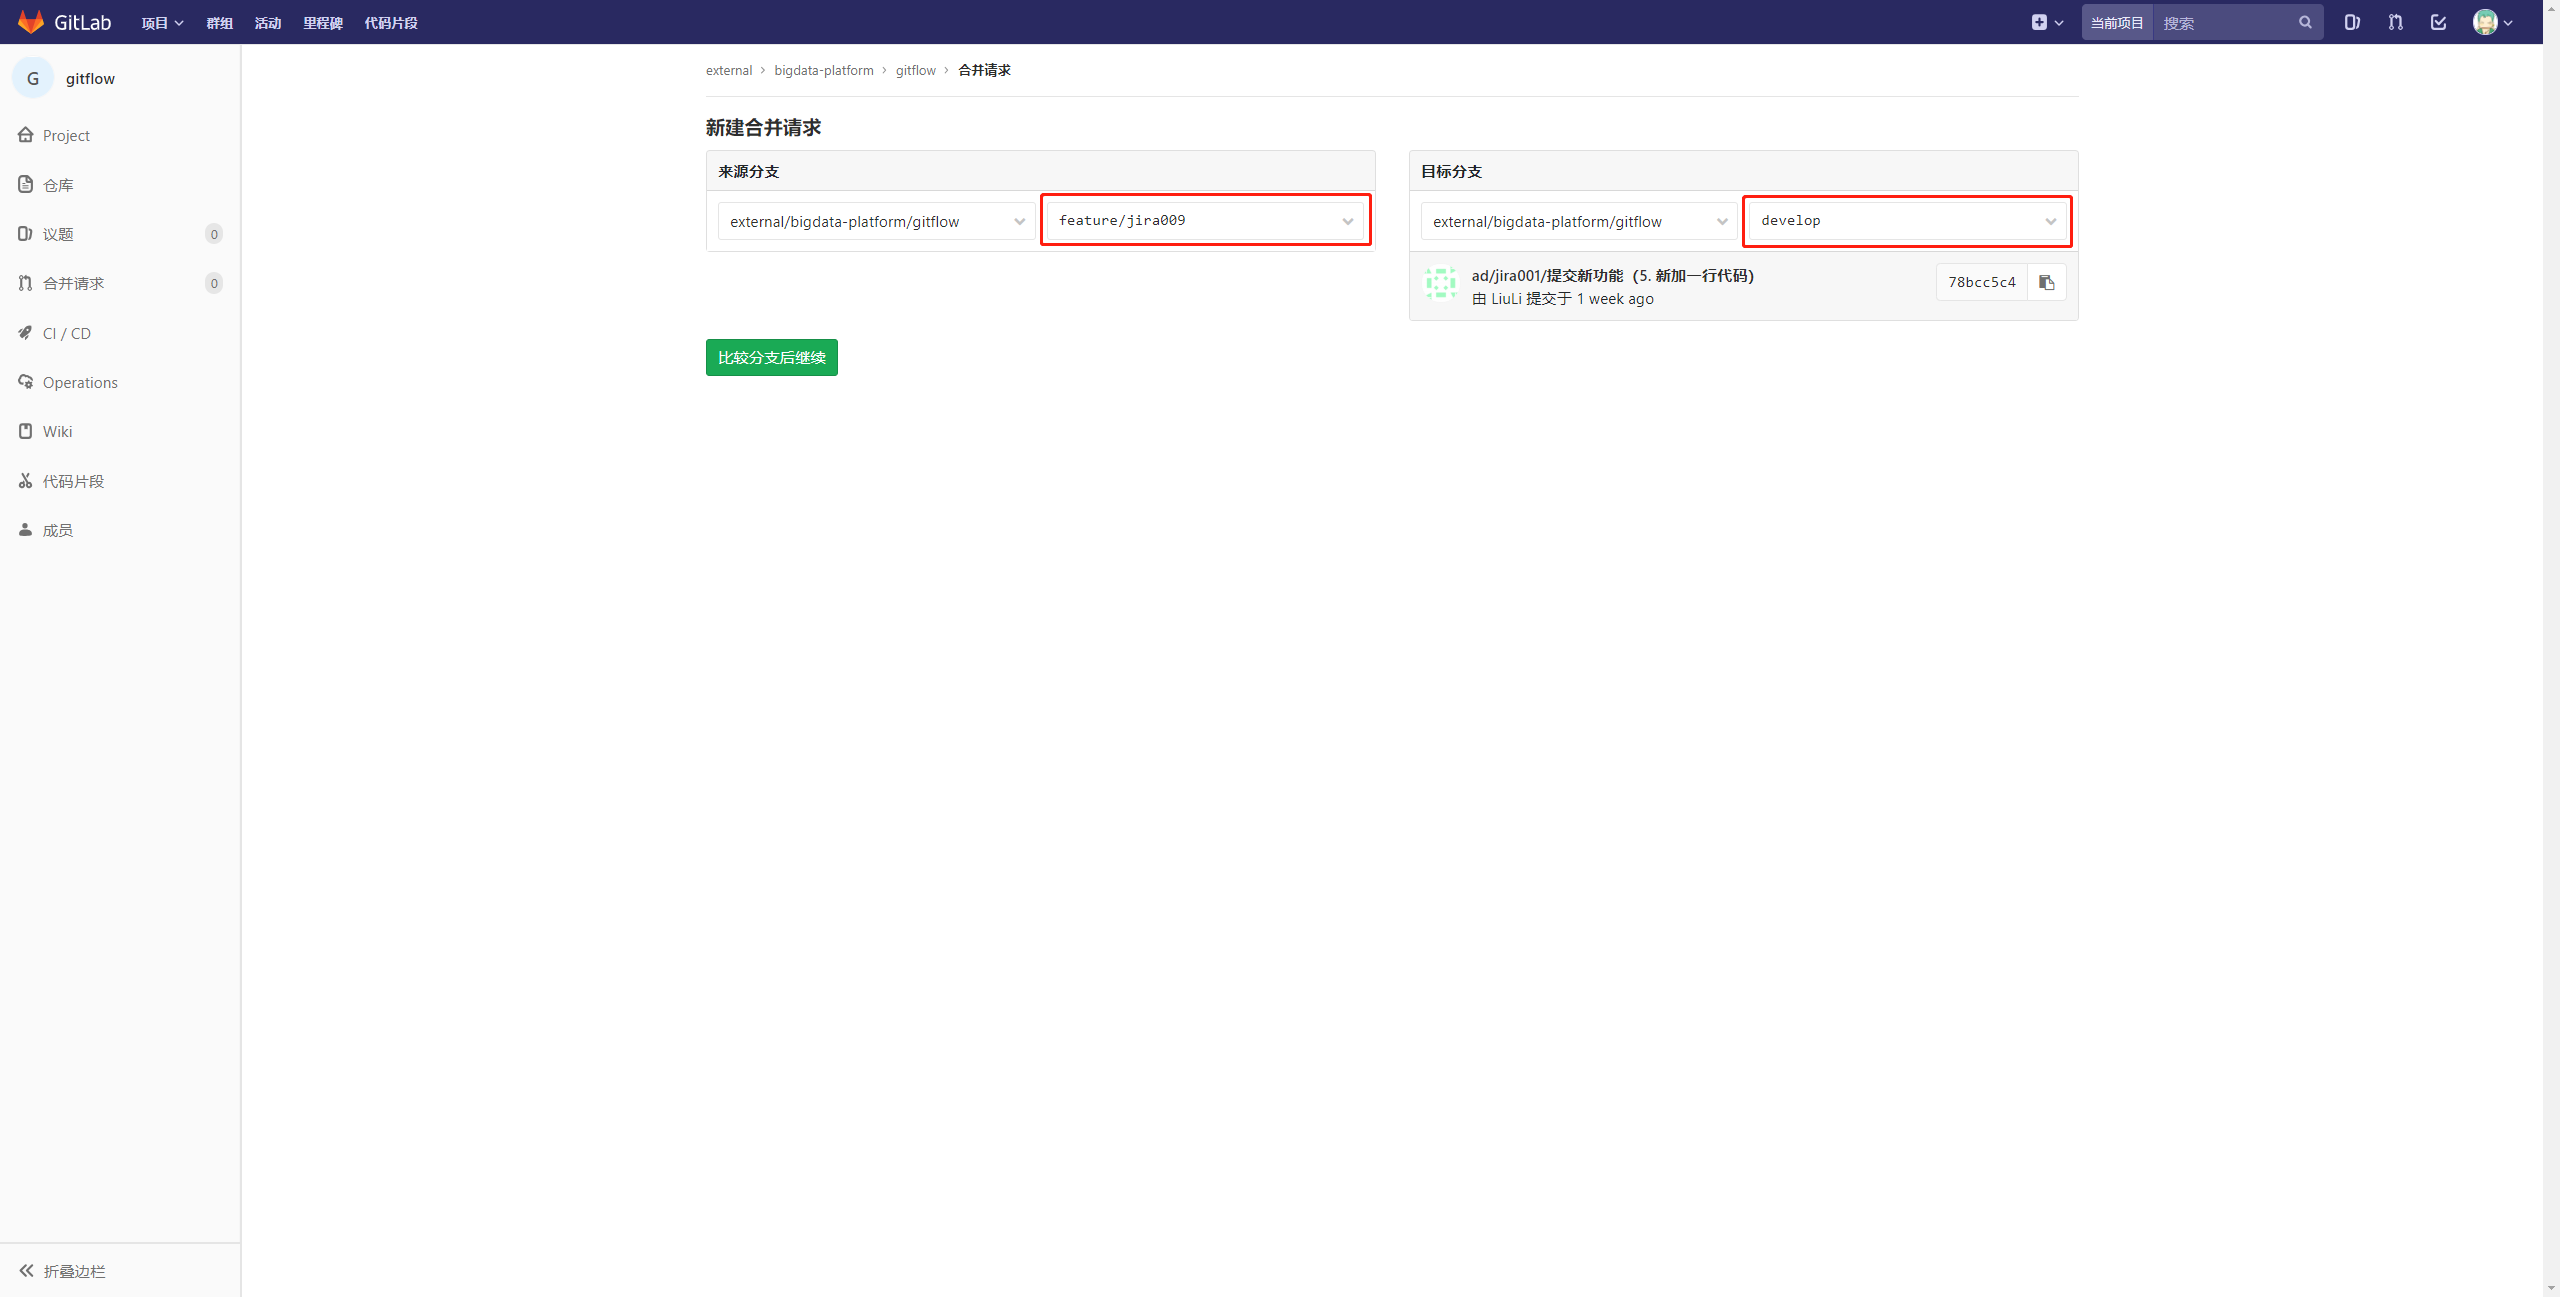 GitLab 项目 群组 活动 里程碑 代码片段 当前项目 搜索
G gitflow
Project
仓库
议题 0
合并请求 0
CI / CD
Operations
Wiki
代码片段
成员
折叠边栏
external › bigdata-platform › gitflow › 合并请求
新建合并请求
来源分支
external/bigdata-platform/gitflow feature/jira009
目标分支
external/bigdata-platform/gitflow develop
ad/jira001/提交新功能（5. 新加一行代码）
由 LiuLi 提交于 1 week ago
78bcc5c4
比较分支后继续